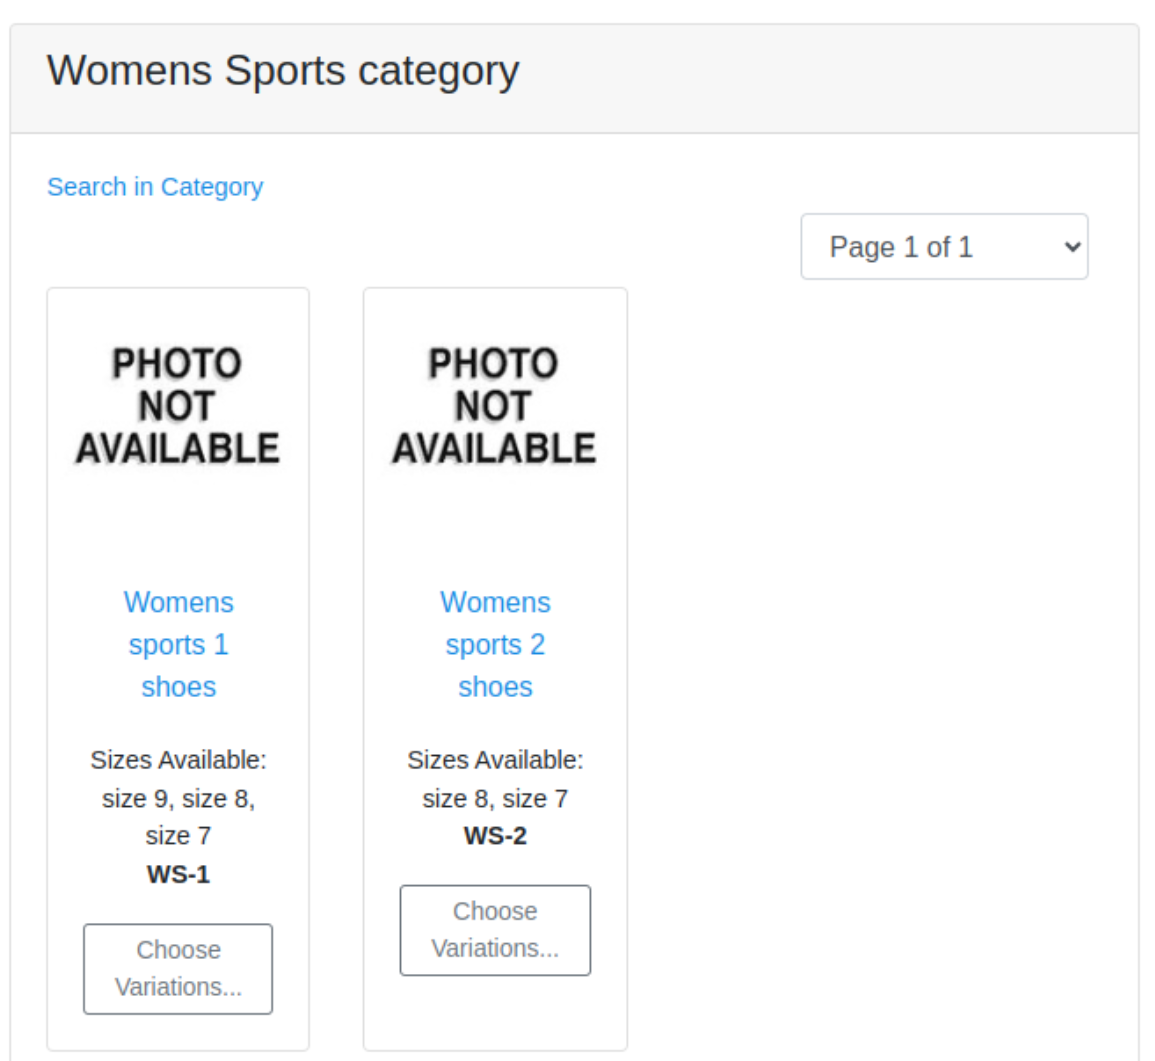 Womens Sports category
Search in Category
Page 1 of 1
PHOTO
NOT
AVAILABLE
Womens
sports 1
shoes
Sizes Available:
size 9, size 8,
size 7
WS-1
Choose
Variations...
PHOTO
NOT
AVAILABLE
Womens
sports 2
shoes
Sizes Available:
size 8, size 7
WS-2
Choose
Variations...